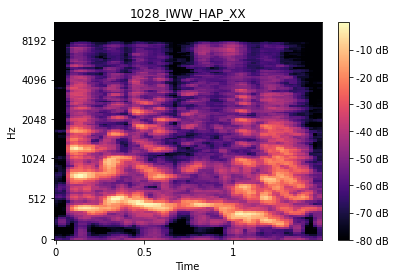 1028_IWW_HAP_XX
8192
4096
2048
1024
512
0
Hz
0
0.5
1
Time
-10 dB
-20 dB
-30 dB
-40 dB
-50 dB
-60 dB
-70 dB
-80 dB